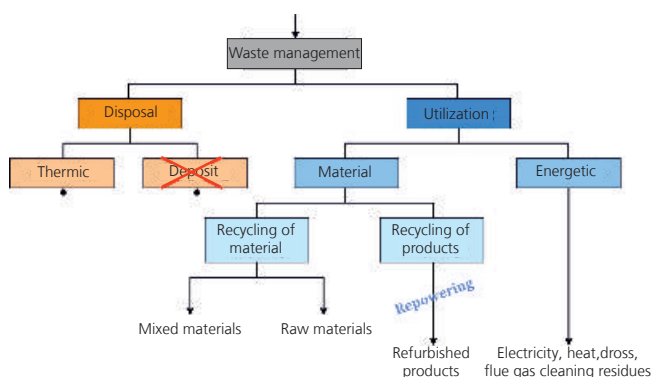 Waste management
Disposal
Utilization
Thermic
Deposit
Material
Energetic
Recycling of
material
Recycling of
products
Repowering
Mixed materials
Raw materials
Refurbished
products
Electricity, heat,dross,
flue gas cleaning residues